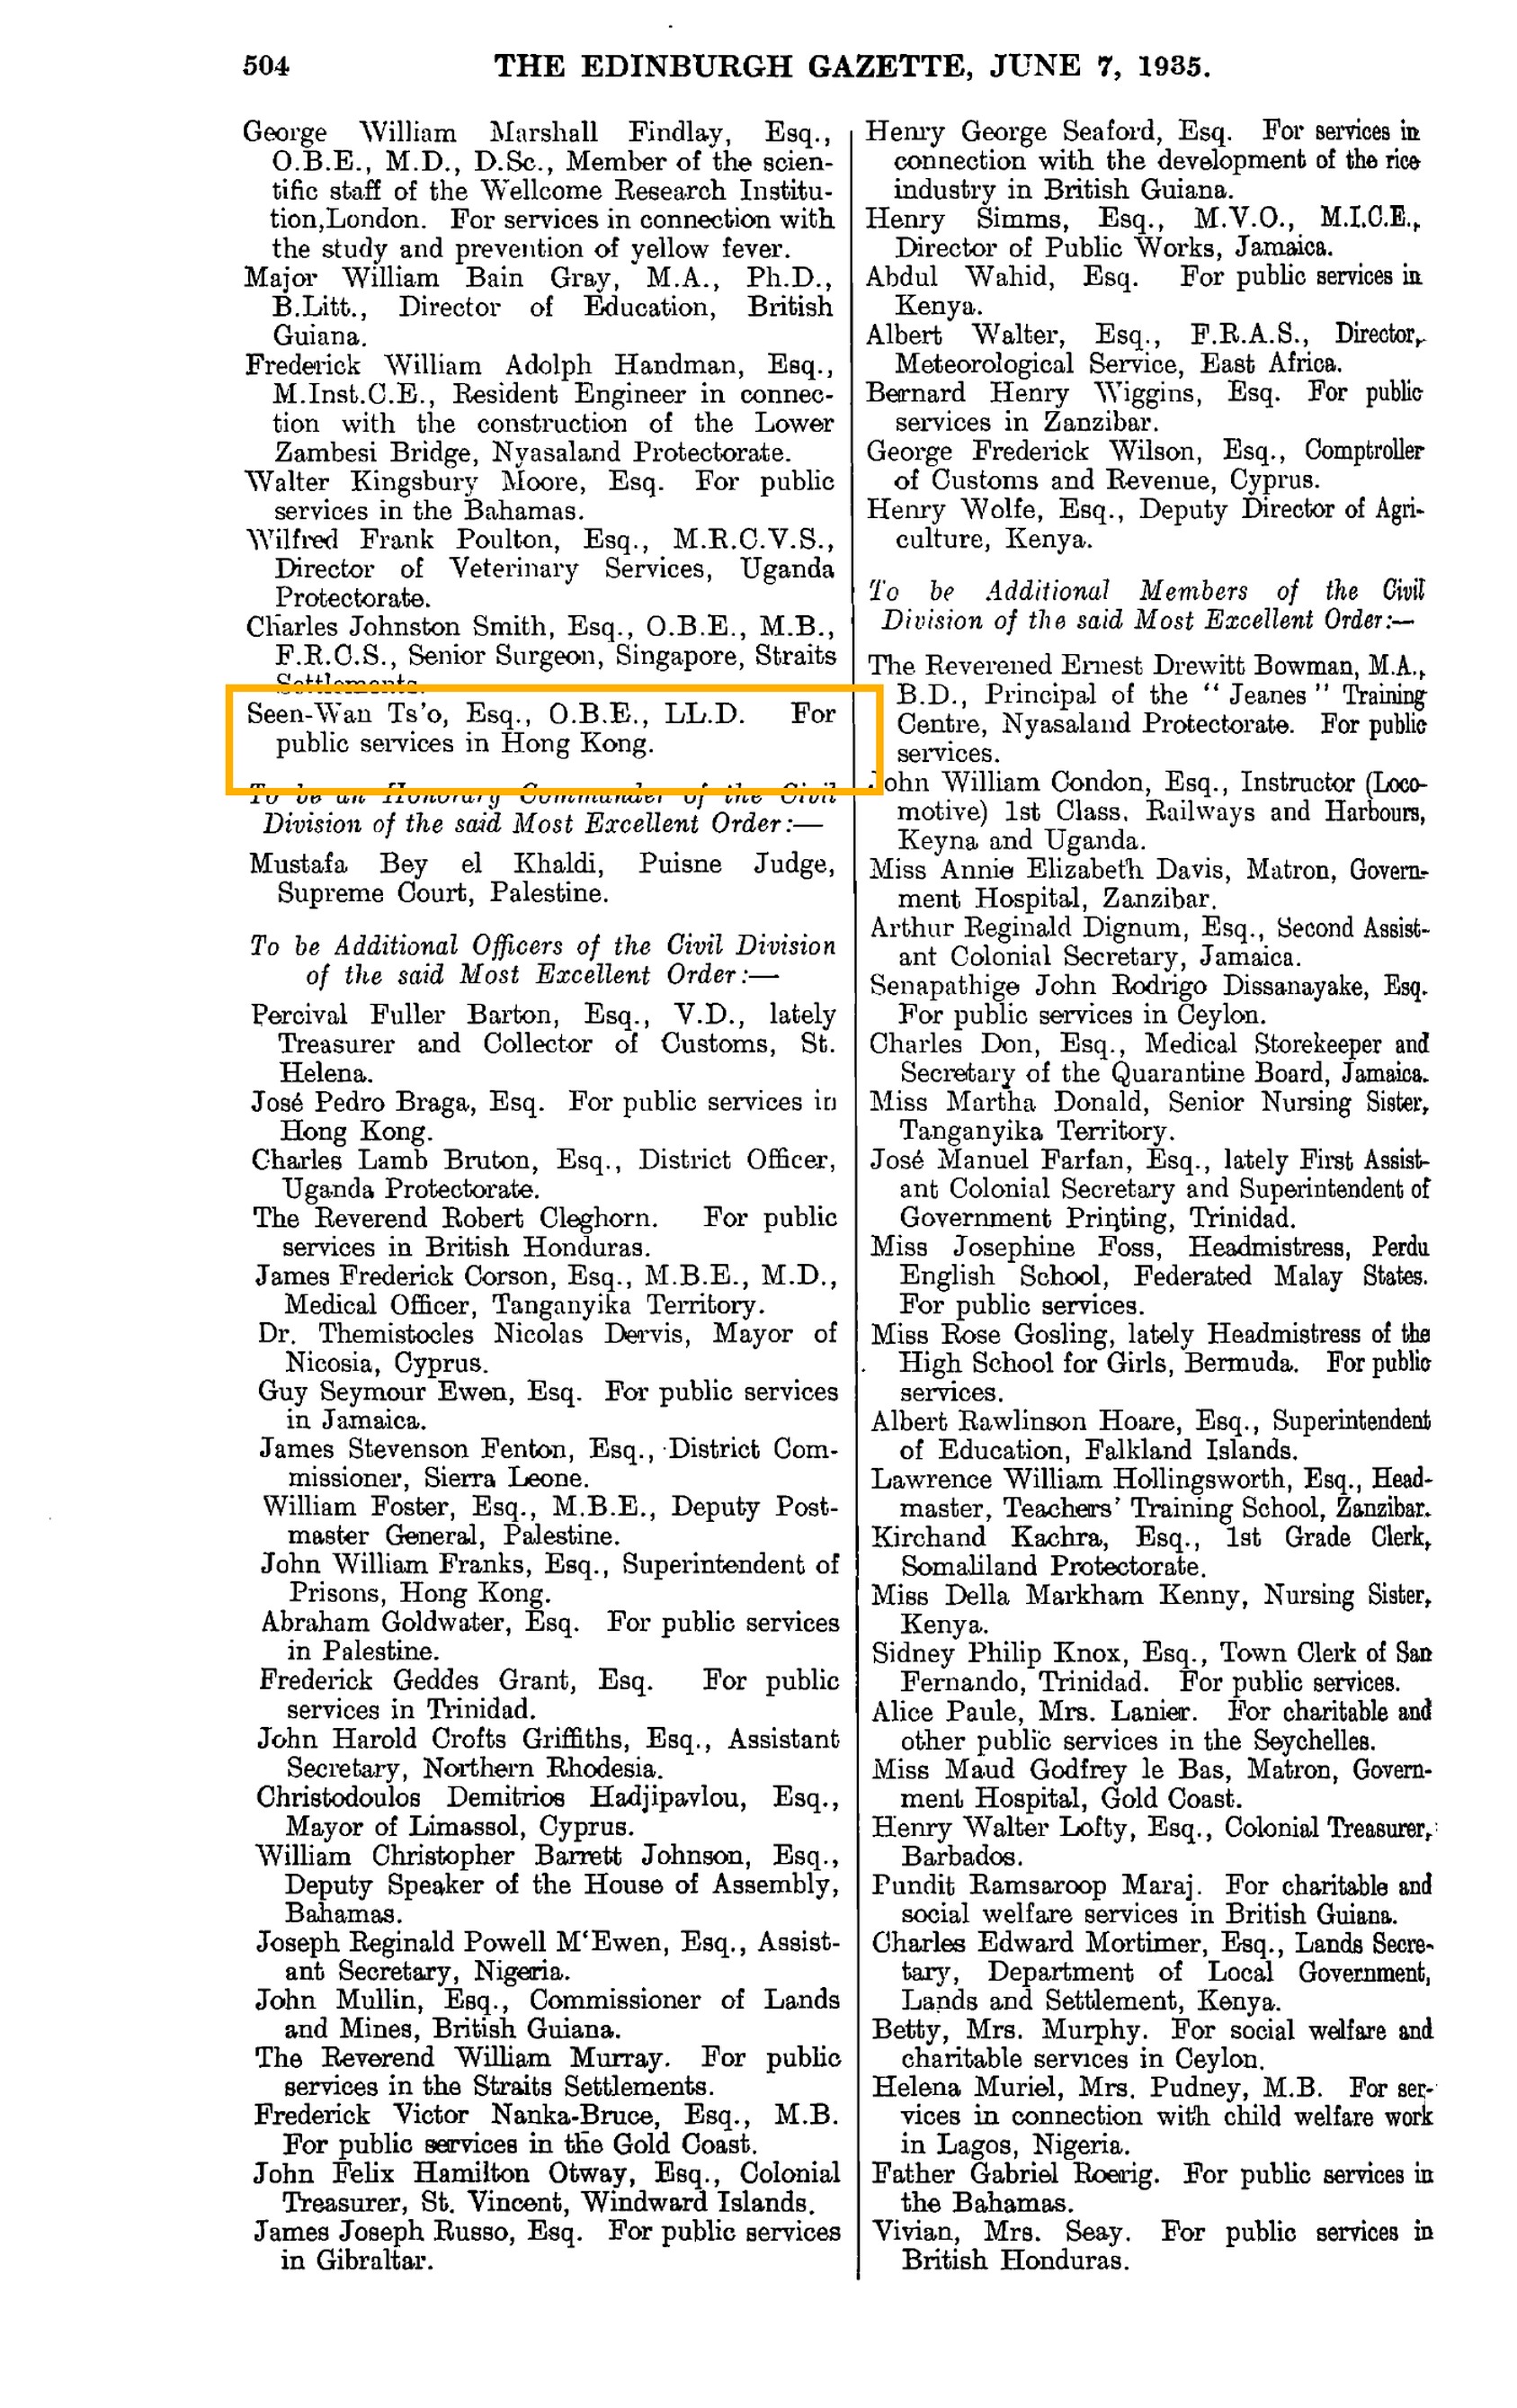 504 THE EDINBURGH GAZETTE, JUNE 7, 1935.
George William Marshall Findlay, Esq.,
O.B.E., M.D., D.Sc., Member of the scien-
tific staff of the Wellcome Research Institu-
tion,London. For services in connection with
the study and prevention of yellow fever.
Major William Bain Gray, M.A., Ph.D.,
B.Litt., Director of Education, British
Guiana.
Frederick William Adolph Handman, Esq.,
M.Inst.C.E., Resident Engineer in connec-
tion with the construction of the Lower
Zambesi Bridge, Nyasaland Protectorate.
Walter Kingsbury Moore, Esq. For public
services in the Bahamas.
Wilfred Frank Poulton, Esq., M.R.C.V.S.,
Director of Veterinary Services, Uganda
Protectorate.
Charles Johnston Smith, Esq., O.B.E., M.B.,
F.R.C.S., Senior Surgeon, Singapore, Straits
Settlements.
Seen-Wan Ts'o, Esq., O.B.E., LL.D. For
public services in Hong Kong.
To be an Honorary Commander of the Civil
Division of the said Most Excellent Order:—
Mustafa Bey el Khaldi, Puisne Judge,
Supreme Court, Palestine.
To be Additional Officers of the Civil Division
of the said Most Excellent Order:—
Percival Fuller Barton, Esq., V.D., lately
Treasurer and Collector of Customs, St.
Helena.
José Pedro Braga, Esq. For public services in
Hong Kong.
Charles Lamb Bruton, Esq., District Officer,
Uganda Protectorate.
The Reverend Robert Cleghorn. For public
services in British Honduras.
James Frederick Corson, Esq., M.B.E., M.D.,
Medical Officer, Tanganyika Territory.
Dr. Themistocles Nicolas Dervis, Mayor of
Nicosia, Cyprus.
Guy Seymour Ewen, Esq. For public services
in Jamaica.
James Stevenson Fenton, Esq., District Com-
missioner, Sierra Leone.
William Foster, Esq., M.B.E., Deputy Post-
master General, Palestine.
John William Franks, Esq., Superintendent of
Prisons, Hong Kong.
Abraham Goldwater, Esq. For public services
in Palestine.
Frederick Geddes Grant, Esq. For public
services in Trinidad.
John Harold Crofts Griffiths, Esq., Assistant
Secretary, Northern Rhodesia.
Christodoulos Demitrios Hadjipavlou, Esq.,
Mayor of Limassol, Cyprus.
William Christopher Barrett Johnson, Esq.,
Deputy Speaker of the House of Assembly,
Bahamas.
Joseph Reginald Powell M'Ewen, Esq., Assist-
ant Secretary, Nigeria.
John Mullin, Esq., Commissioner of Lands
and Mines, British Guiana.
The Reverend William Murray. For public
services in the Straits Settlements.
Frederick Victor Nanka-Bruce, Esq., M.B.
For public services in the Gold Coast.
John Felix Hamilton Otway, Esq., Colonial
Treasurer, St. Vincent, Windward Islands.
James Joseph Russo, Esq. For public services
in Gibraltar.
Henry George Seaford, Esq. For services in
connection with the development of the rice
industry in British Guiana.
Henry Simms, Esq., M.V.O., M.I.C.E.,
Director of Public Works, Jamaica.
Abdul Wahid, Esq. For public services in
Kenya.
Albert Walter, Esq., F.R.A.S., Director,
Meteorological Service, East Africa.
Bernard Henry Wiggins, Esq. For public
services in Zanzibar.
George Frederick Wilson, Esq., Comptroller
of Customs and Revenue, Cyprus.
Henry Wolfe, Esq., Deputy Director of Agri-
culture, Kenya.
To be Additional Members of the Civil
Division of the said Most Excellent Order:—
The Reverened Ernest Drewitt Bowman, M.A.,
B.D., Principal of the "Jeanes" Training
Centre, Nyasaland Protectorate. For public
services.
John William Condon, Esq., Instructor (Loco-
motive) 1st Class, Railways and Harbours,
Keyna and Uganda.
Miss Annie Elizabeth Davis, Matron, Govern-
ment Hospital, Zanzibar.
Arthur Reginald Dignum, Esq., Second Assist-
ant Colonial Secretary, Jamaica.
Senapathige John Rodrigo Dissanayake, Esq.
For public services in Ceylon.
Charles Don, Esq., Medical Storekeeper and
Secretary of the Quarantine Board, Jamaica.
Miss Martha Donald, Senior Nursing Sister,
Tanganyika Territory.
José Manuel Farfan, Esq., lately First Assist-
ant Colonial Secretary and Superintendent of
Government Printing, Trinidad.
Miss Josephine Foss, Headmistress, Perdu
English School, Federated Malay States.
For public services.
Miss Rose Gosling, lately Headmistress of the
High School for Girls, Bermuda. For public
services.
Albert Rawlinson Hoare, Esq., Superintendent
of Education, Falkland Islands.
Lawrence William Hollingsworth, Esq., Head-
master, Teachers' Training School, Zanzibar.
Kirchand Kachra, Esq., 1st Grade Clerk,
Somaliland Protectorate.
Miss Della Markham Kenny, Nursing Sister,
Kenya.
Sidney Philip Knox, Esq., Town Clerk of San
Fernando, Trinidad. For public services.
Alice Paule, Mrs. Lanier. For charitable and
other public services in the Seychelles.
Miss Maud Godfrey le Bas, Matron, Govern-
ment Hospital, Gold Coast.
Henry Walter Lofty, Esq., Colonial Treasurer,
Barbados.
Pundit Ramsaroop Maraj. For charitable and
social welfare services in British Guiana.
Charles Edward Mortimer, Esq., Lands Secre-
tary, Department of Local Government,
Lands and Settlement, Kenya.
Betty, Mrs. Murphy. For social welfare and
charitable services in Ceylon.
Helena Muriel, Mrs. Pudney, M.B. For ser-
vices in connection with child welfare work
in Lagos, Nigeria.
Father Gabriel Roerig. For public services in
the Bahamas.
Vivian, Mrs. Seay. For public services in
British Honduras.